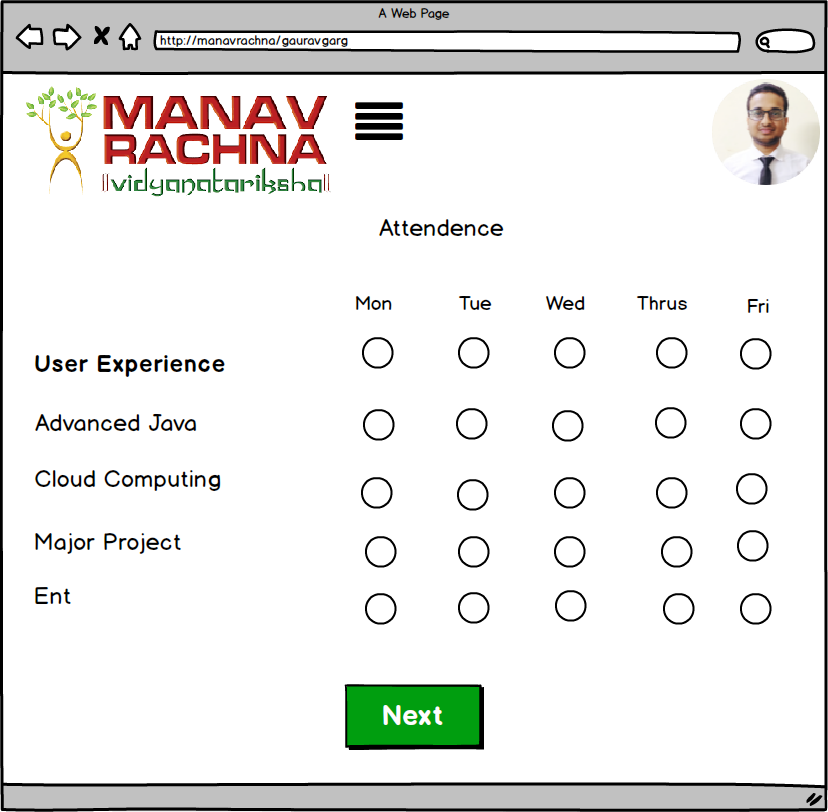 A Web Page
http://manavrachna/gauravgarg
MANAV
RACHNA
vidyanatariksha
Attendence
Mon Tue Wed Thrus Fri
User Experience
Advanced Java
Cloud Computing
Major Project
Ent
Next